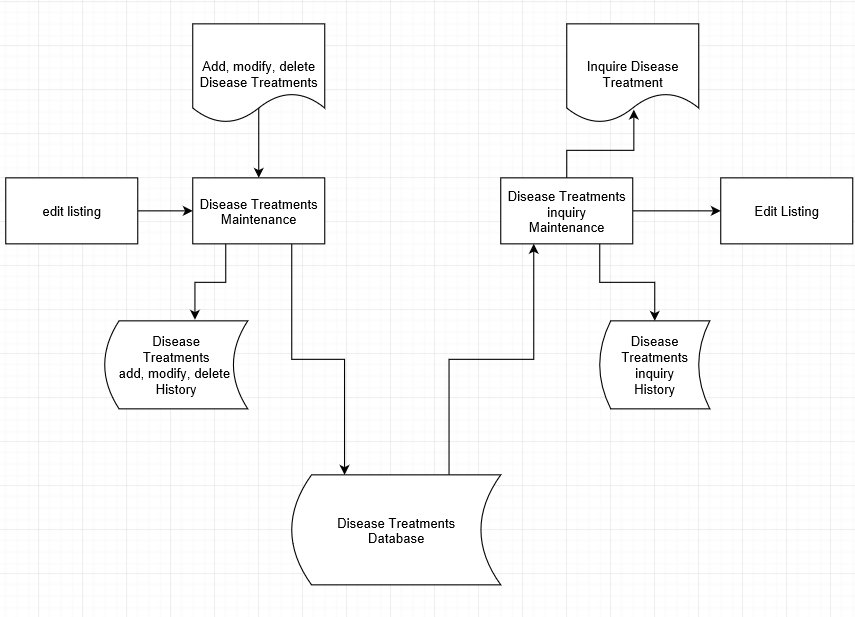 Add, modify, delete
Disease Treatments
Inquire Disease
Treatment
edit listing
Disease Treatments
Maintenance
Disease Treatments
inquiry
Maintenance
Edit Listing
Disease
Treatments
add, modify, delete
History
Disease
Treatments
inquiry
History
Disease Treatments
Database